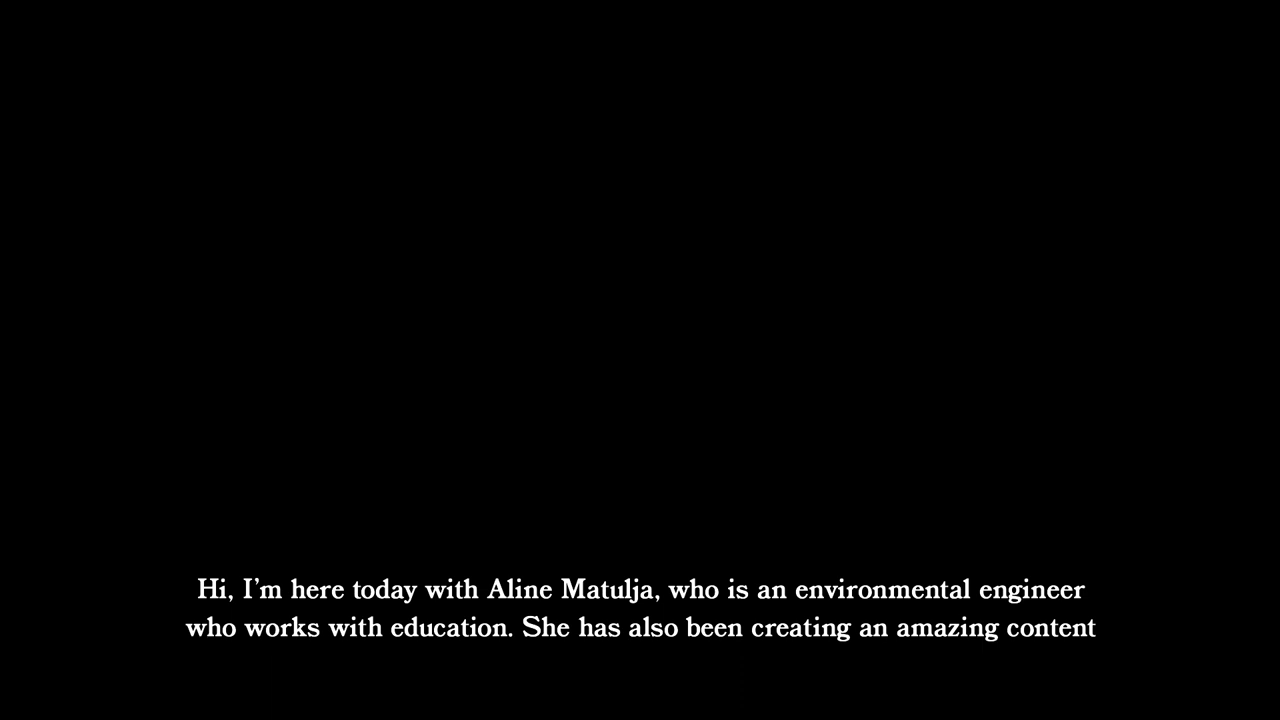 Hi, I’m here today with Aline Matulja, who is an environmental engineer
who works with education. She has also been creating an amazing content